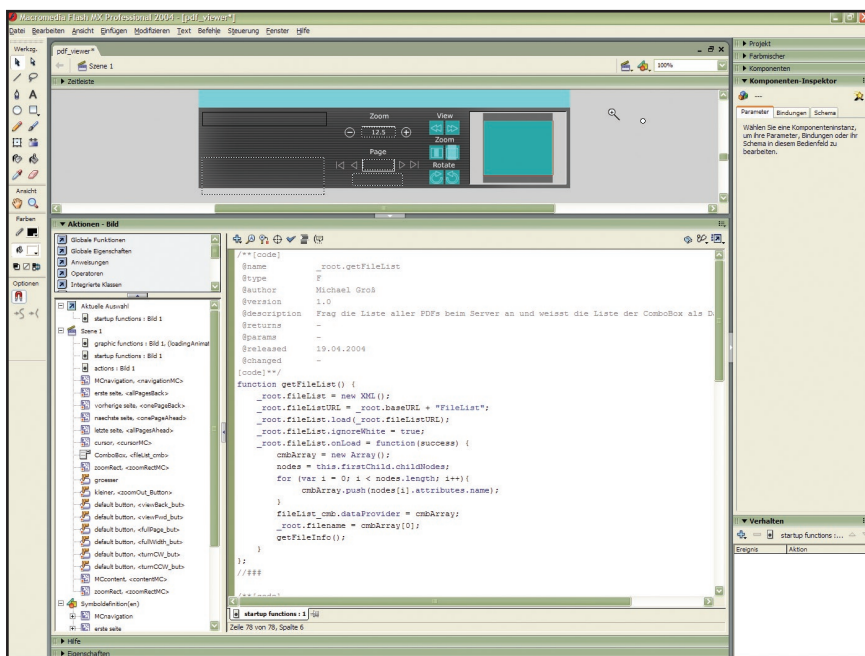 Macromedia Flash MX Professional 2004 - [pdf_viewer*]
Datei Bearbeiten Ansicht Einfügen Modifizieren Text Befehle Steuerung Fenster Hilfe
Werkzg.
Ansicht
Farben
Optionen
pdf_viewer*
Szene 1
100%
Zeitleiste
Zoom
12.5
Page
View
Zoom
Rotate
Aktionen - Bild
Globale Funktionen
Globale Eigenschaften
Anweisungen
Operatoren
Integrierte Klassen
Aktuelle Auswahl
startup functions : Bild 1
Szene 1
graphic functions : Bild 1, (loadingAnimat
startup functions : Bild 1
actions : Bild 1
MCnavigation, <navigationMC>
erste seite, <allPagesBack>
vorherige seite, <onePageBack>
naechste seite, <onePageAhead>
letzte seite, <allPagesAhead>
cursor, <cursorMC>
ComboBox, <fileList_cmb>
zoomRect, <zoomRectMC>
groesser
kleiner, <zoomOut_Button>
default button, <viewBack_but>
default button, <viewFwd_but>
default button, <fullPage_but>
default button, <fullWidth_but>
default button, <turnCW_but>
default button, <turnCCW_but>
MCcontent, <contentMC>
zoomRect, <zoomRectMC>
Symboldefinition(en)
MCnavigation
erste seite
/**[code]
@name _root.getFileList
@type F
@author Michael Groß
@version 1.0
@description Frag die Liste aller PDFs beim Server an und weisst die Liste der ComboBox als D
@returns -
@params -
@released 19.04.2004
@changed -
[code]**/
function getFileList() {
_root.fileList = new XML();
_root.fileListURL = _root.baseURL + "FileList";
_root.fileList.load(_root.fileListURL);
_root.fileList.ignoreWhite = true;
_root.fileList.onLoad = function(success) {
cmbArray = new Array();
nodes = this.firstChild.childNodes;
for (var i = 0; i < nodes.length; i++){
cmbArray.push(nodes[i].attributes.name);
}
fileList_cmb.dataProvider = cmbArray;
_root.filename = cmbArray[0];
getFileInfo();
}
};
//###
startup functions : 1
Zeile 78 von 78, Spalte 6
Hilfe
Eigenschaften
Projekt
Farbmischer
Komponenten
Komponenten-Inspektor
---
Parameter Bindungen Schema
Wählen Sie eine Komponenteninstanz,
um ihre Parameter, Bindungen oder ihr
Schema in diesem Bedienfeld zu
bearbeiten.
Verhalten
startup functions :...
Ereignis Aktion